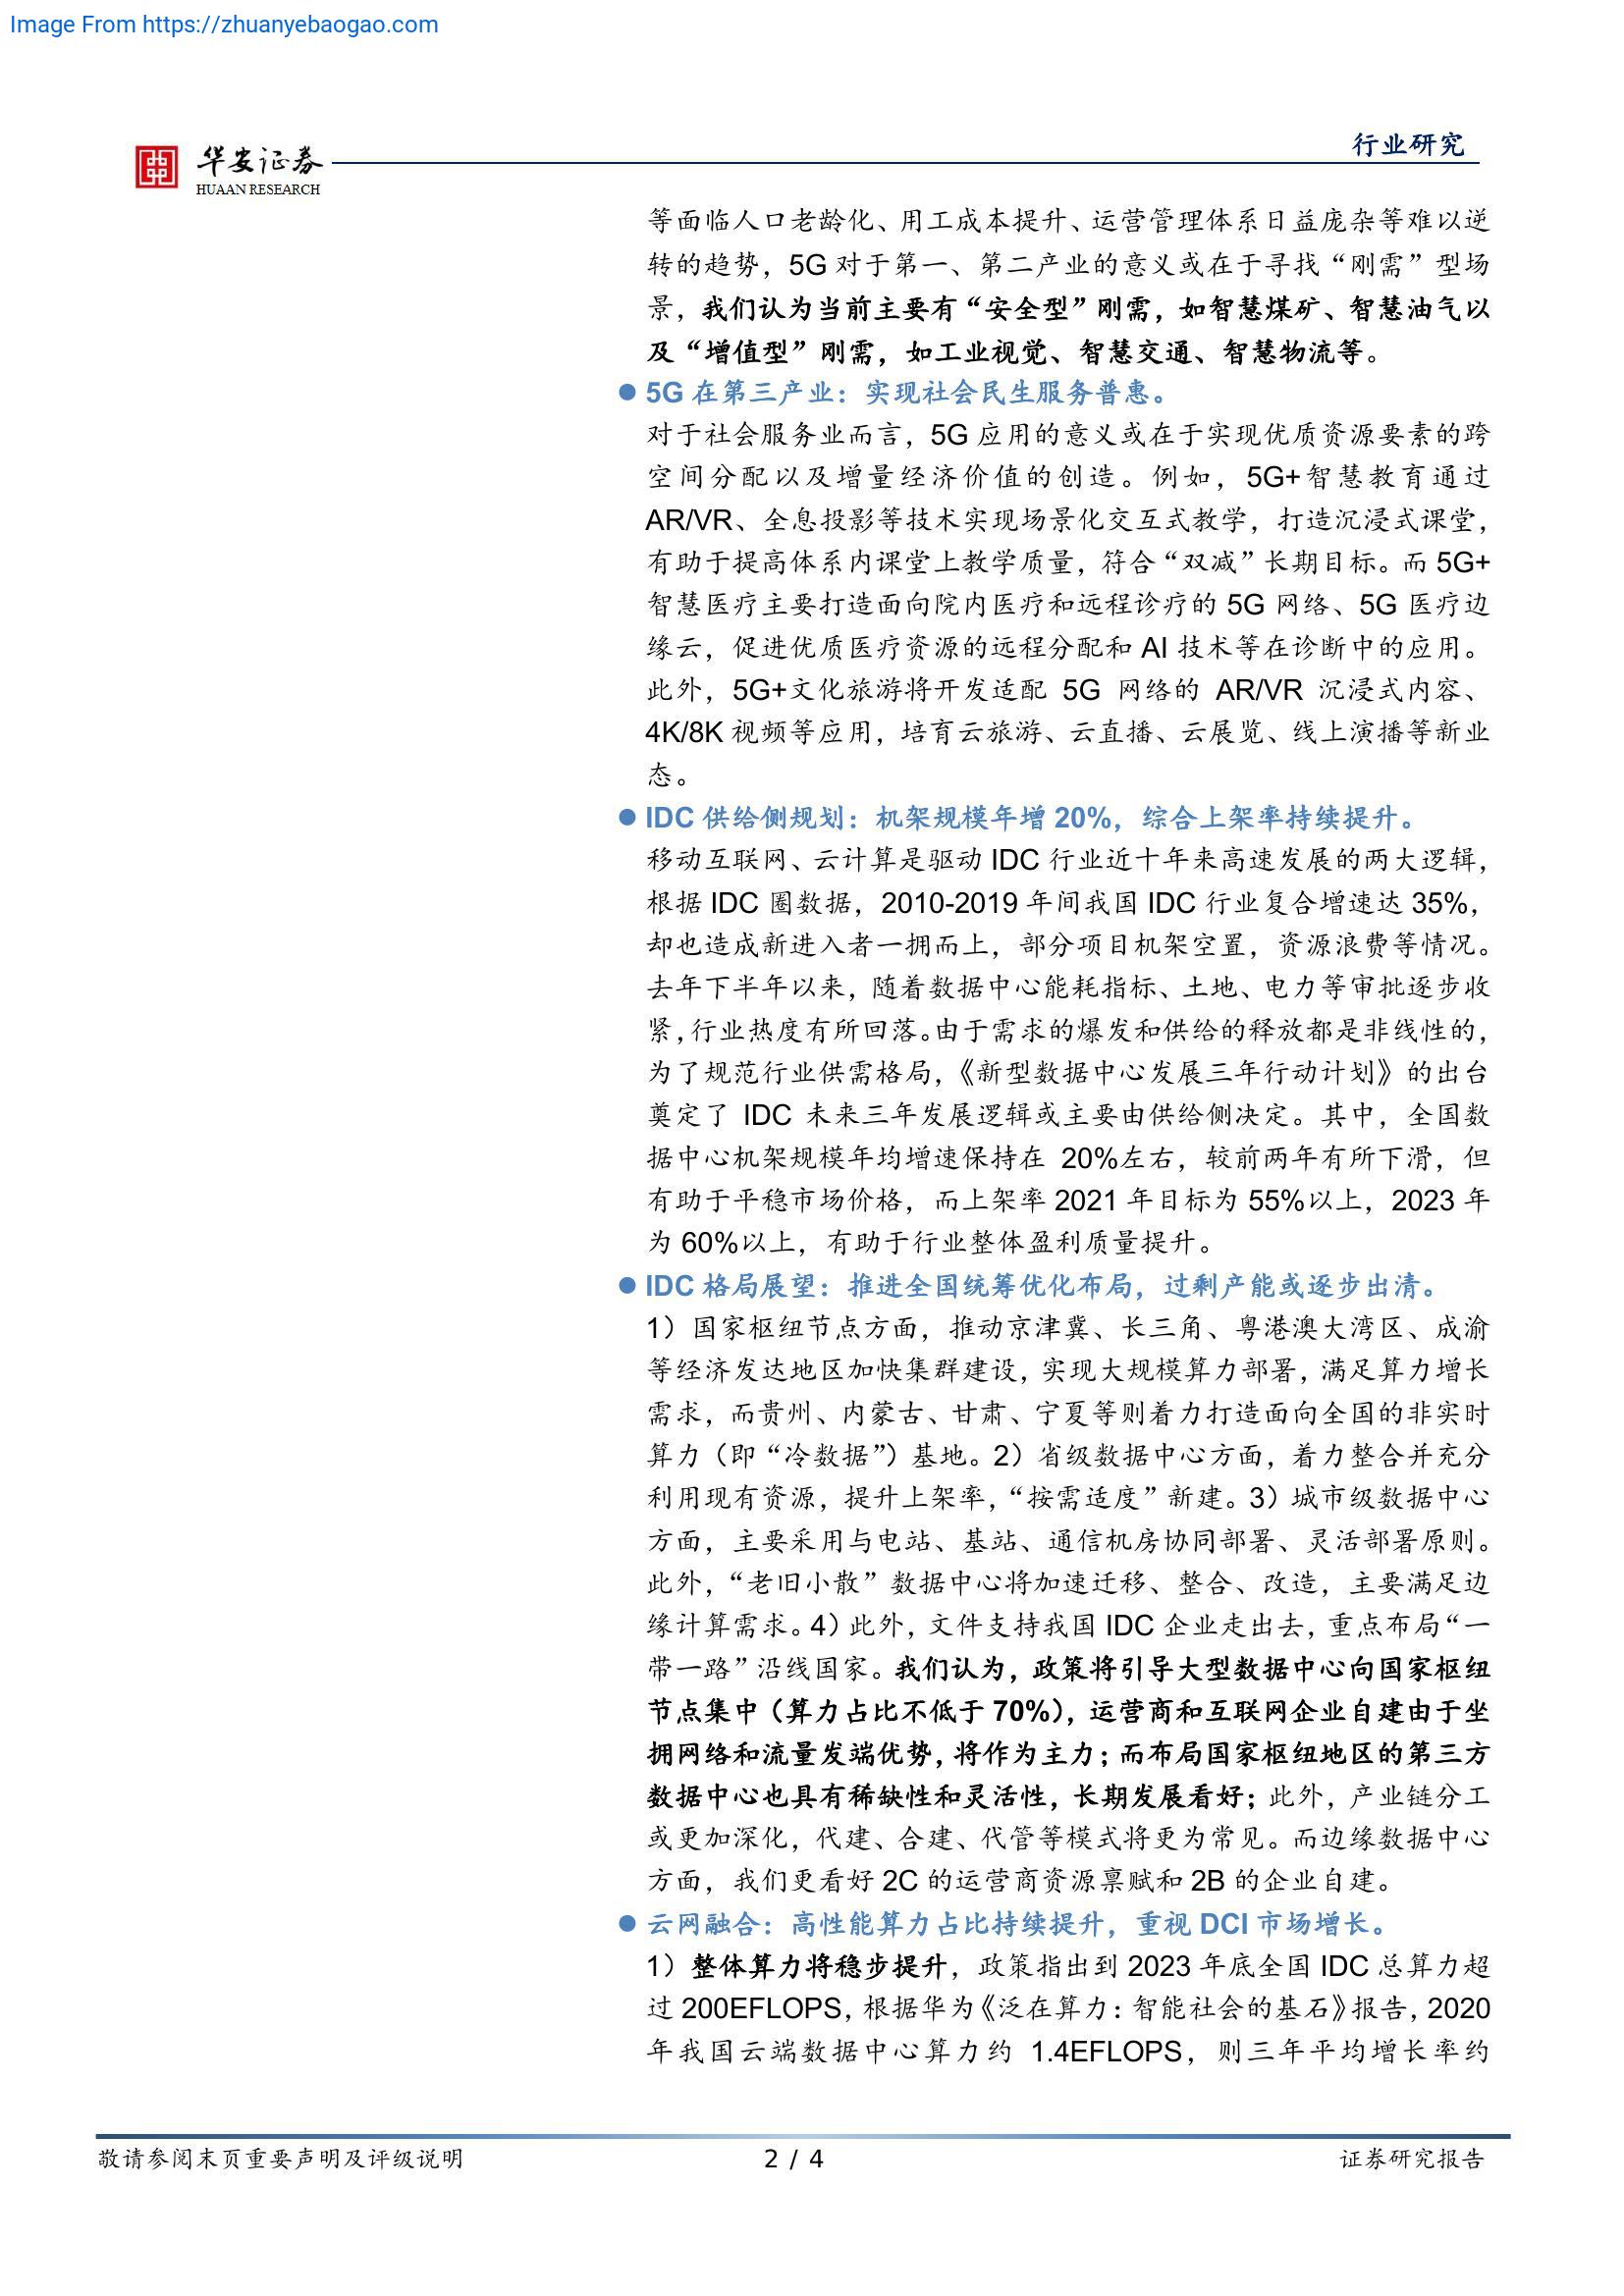 Image From https://zhuanyebaogao.com
行业研究
华安证券
HUAAN RESEARCH
等面临人口老龄化、用工成本提升、运营管理体系日益庞杂等难以逆
转的趋势，5G 对于第一、第二产业的意义或在于寻找“刚需”型场
景，我们认为当前主要有“安全型”刚需，如智慧煤矿、智慧油气以
及“增值型”刚需，如工业视觉、智慧交通、智慧物流等。
● 5G 在第三产业：实现社会民生服务普惠。
对于社会服务业而言，5G 应用的意义或在于实现优质资源要素的跨
空间分配以及增量经济价值的创造。例如，5G+智慧教育通过
AR/VR、全息投影等技术实现场景化交互式教学，打造沉浸式课堂，
有助于提高体系内课堂上教学质量，符合“双减”长期目标。而 5G+
智慧医疗主要打造面向院内医疗和远程诊疗的 5G 网络、5G 医疗边
缘云，促进优质医疗资源的远程分配和 AI 技术等在诊断中的应用。
此外，5G+文化旅游将开发适配 5G 网络的 AR/VR 沉浸式内容、
4K/8K 视频等应用，培育云旅游、云直播、云展览、线上演播等新业
态。
● IDC 供给侧规划：机架规模年增 20%，综合上架率持续提升。
移动互联网、云计算是驱动 IDC 行业近十年来高速发展的两大逻辑，
根据 IDC 圈数据，2010-2019 年间我国 IDC 行业复合增速达 35%，
却也造成新进入者一拥而上，部分项目机架空置，资源浪费等情况。
去年下半年以来，随着数据中心能耗指标、土地、电力等审批逐步收
紧，行业热度有所回落。由于需求的爆发和供给的释放都是非线性的，
为了规范行业供需格局，《新型数据中心发展三年行动计划》的出台
奠定了 IDC 未来三年发展逻辑或主要由供给侧决定。其中，全国数
据中心机架规模年均增速保持在 20%左右，较前两年有所下滑，但
有助于平稳市场价格，而上架率 2021 年目标为 55%以上，2023 年
为 60%以上，有助于行业整体盈利质量提升。
● IDC 格局展望：推进全国统筹优化布局，过剩产能或逐步出清。
1）国家枢纽节点方面，推动京津冀、长三角、粤港澳大湾区、成渝
等经济发达地区加快集群建设，实现大规模算力部署，满足算力增长
需求，而贵州、内蒙古、甘肃、宁夏等则着力打造面向全国的非实时
算力（即“冷数据”）基地。2）省级数据中心方面，着力整合并充分
利用现有资源，提升上架率，“按需适度”新建。3）城市级数据中心
方面，主要采用与电站、基站、通信机房协同部署、灵活部署原则。
此外，“老旧小散”数据中心将加速迁移、整合、改造，主要满足边
缘计算需求。4）此外，文件支持我国 IDC 企业走出去，重点布局“一
带一路”沿线国家。我们认为，政策将引导大型数据中心向国家枢纽
节点集中（算力占比不低于 70%），运营商和互联网企业自建由于坐
拥网络和流量发端优势，将作为主力；而布局国家枢纽地区的第三方
数据中心也具有稀缺性和灵活性，长期发展看好；此外，产业链分工
或更加深化，代建、合建、代管等模式将更为常见。而边缘数据中心
方面，我们更看好 2C 的运营商资源禀赋和 2B 的企业自建。
● 云网融合：高性能算力占比持续提升，重视 DCI 市场增长。
1）整体算力将稳步提升，政策指出到 2023 年底全国 IDC 总算力超
过 200EFLOPS，根据华为《泛在算力：智能社会的基石》报告，2020
年我国云端数据中心算力约 1.4EFLOPS，则三年平均增长率约
敬请参阅末页重要声明及评级说明
2 / 4
证券研究报告